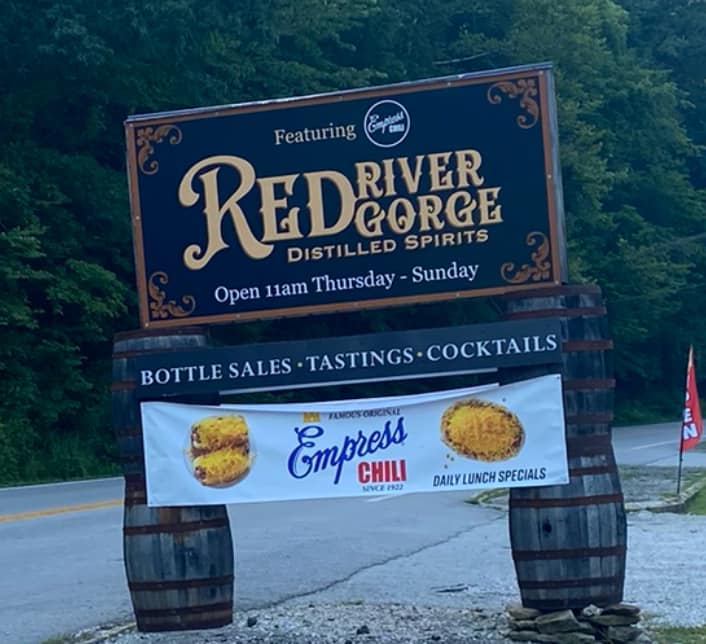 Featuring Empress CHILI
RED RIVER GORGE
DISTILLED SPIRITS
Open 11am Thursday - Sunday
BOTTLE SALES • TASTINGS • COCKTAILS
FAMOUS ORIGINAL
Empress
CHILI
SINCE 1922
DAILY LUNCH SPECIALS